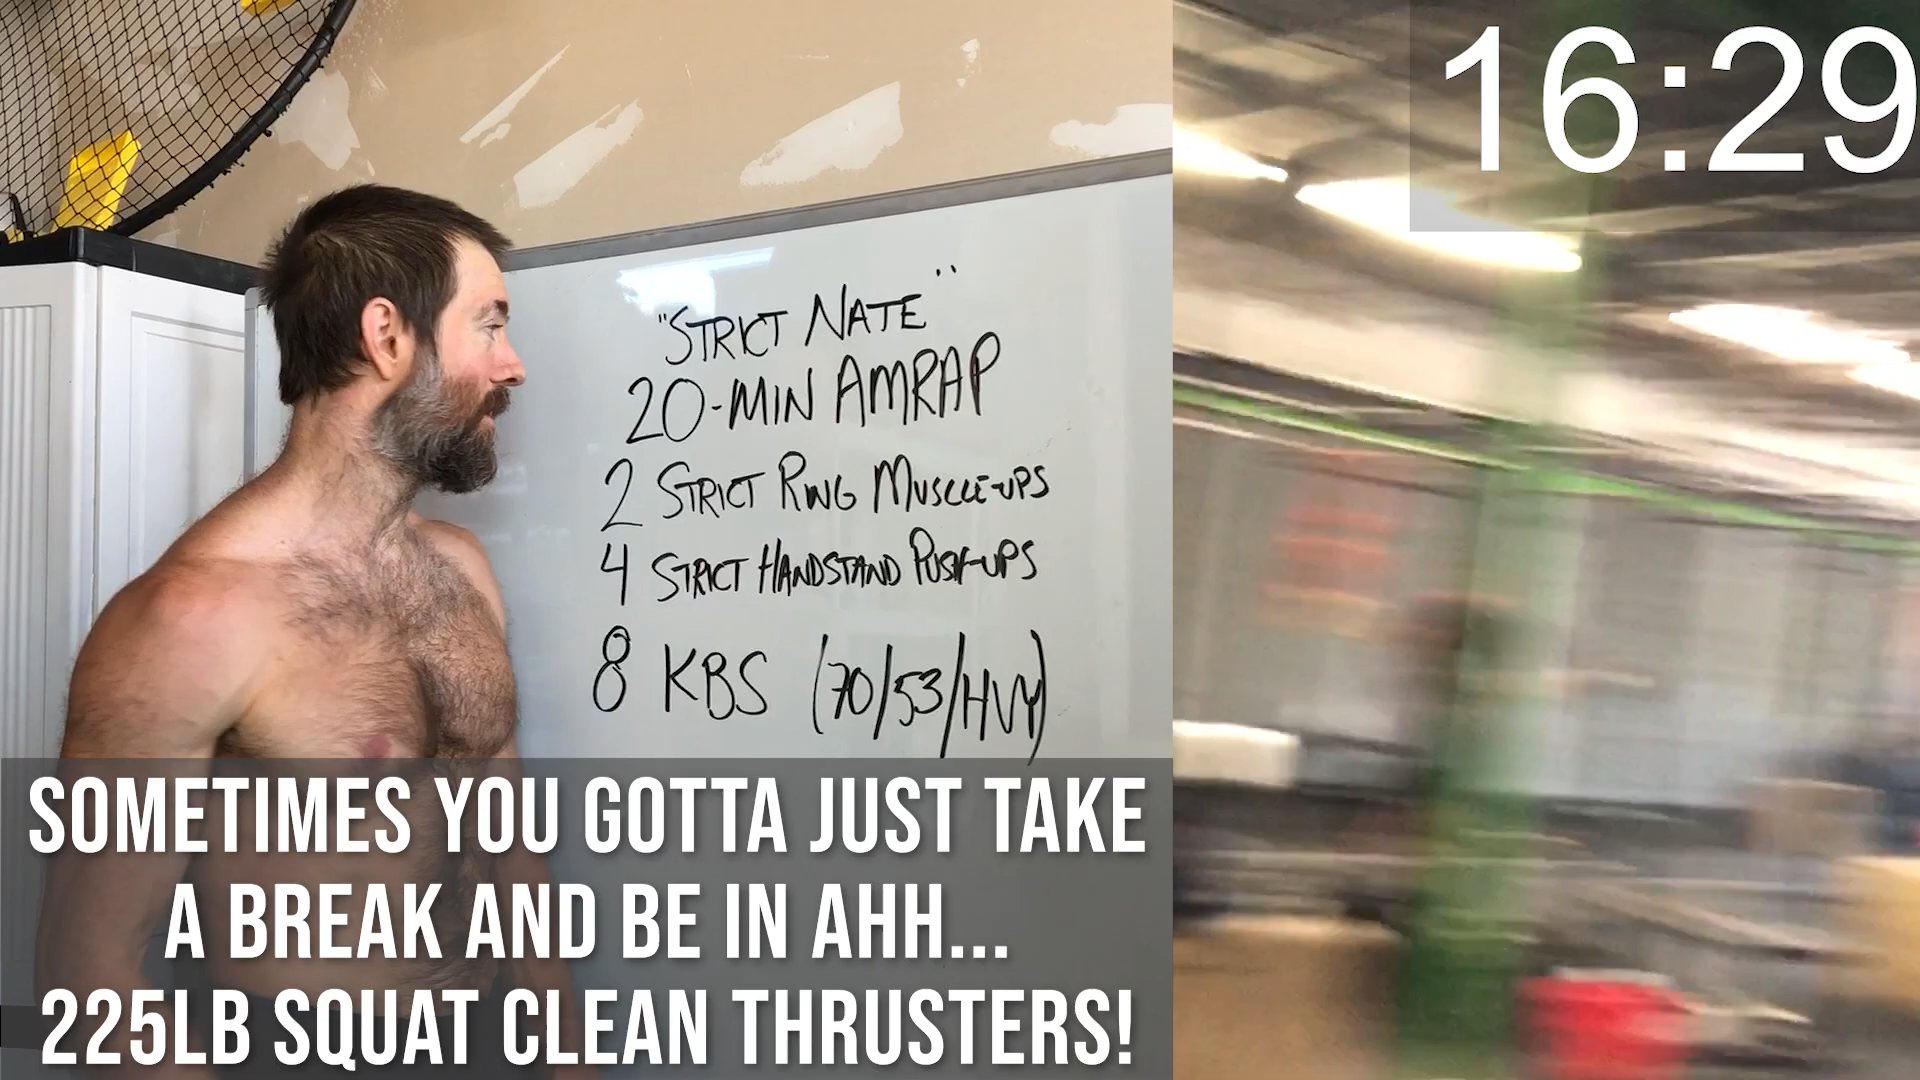 16:29
"STRICT NATE"
20-MIN AMRAP
2 STRICT RING MUSCLE-UPS
4 STRICT HANDSTAND PUSH-UPS
8 KBS (70/53/HVY)
SOMETIMES YOU GOTTA JUST TAKE
A BREAK AND BE IN AHH...
225LB SQUAT CLEAN THRUSTERS!